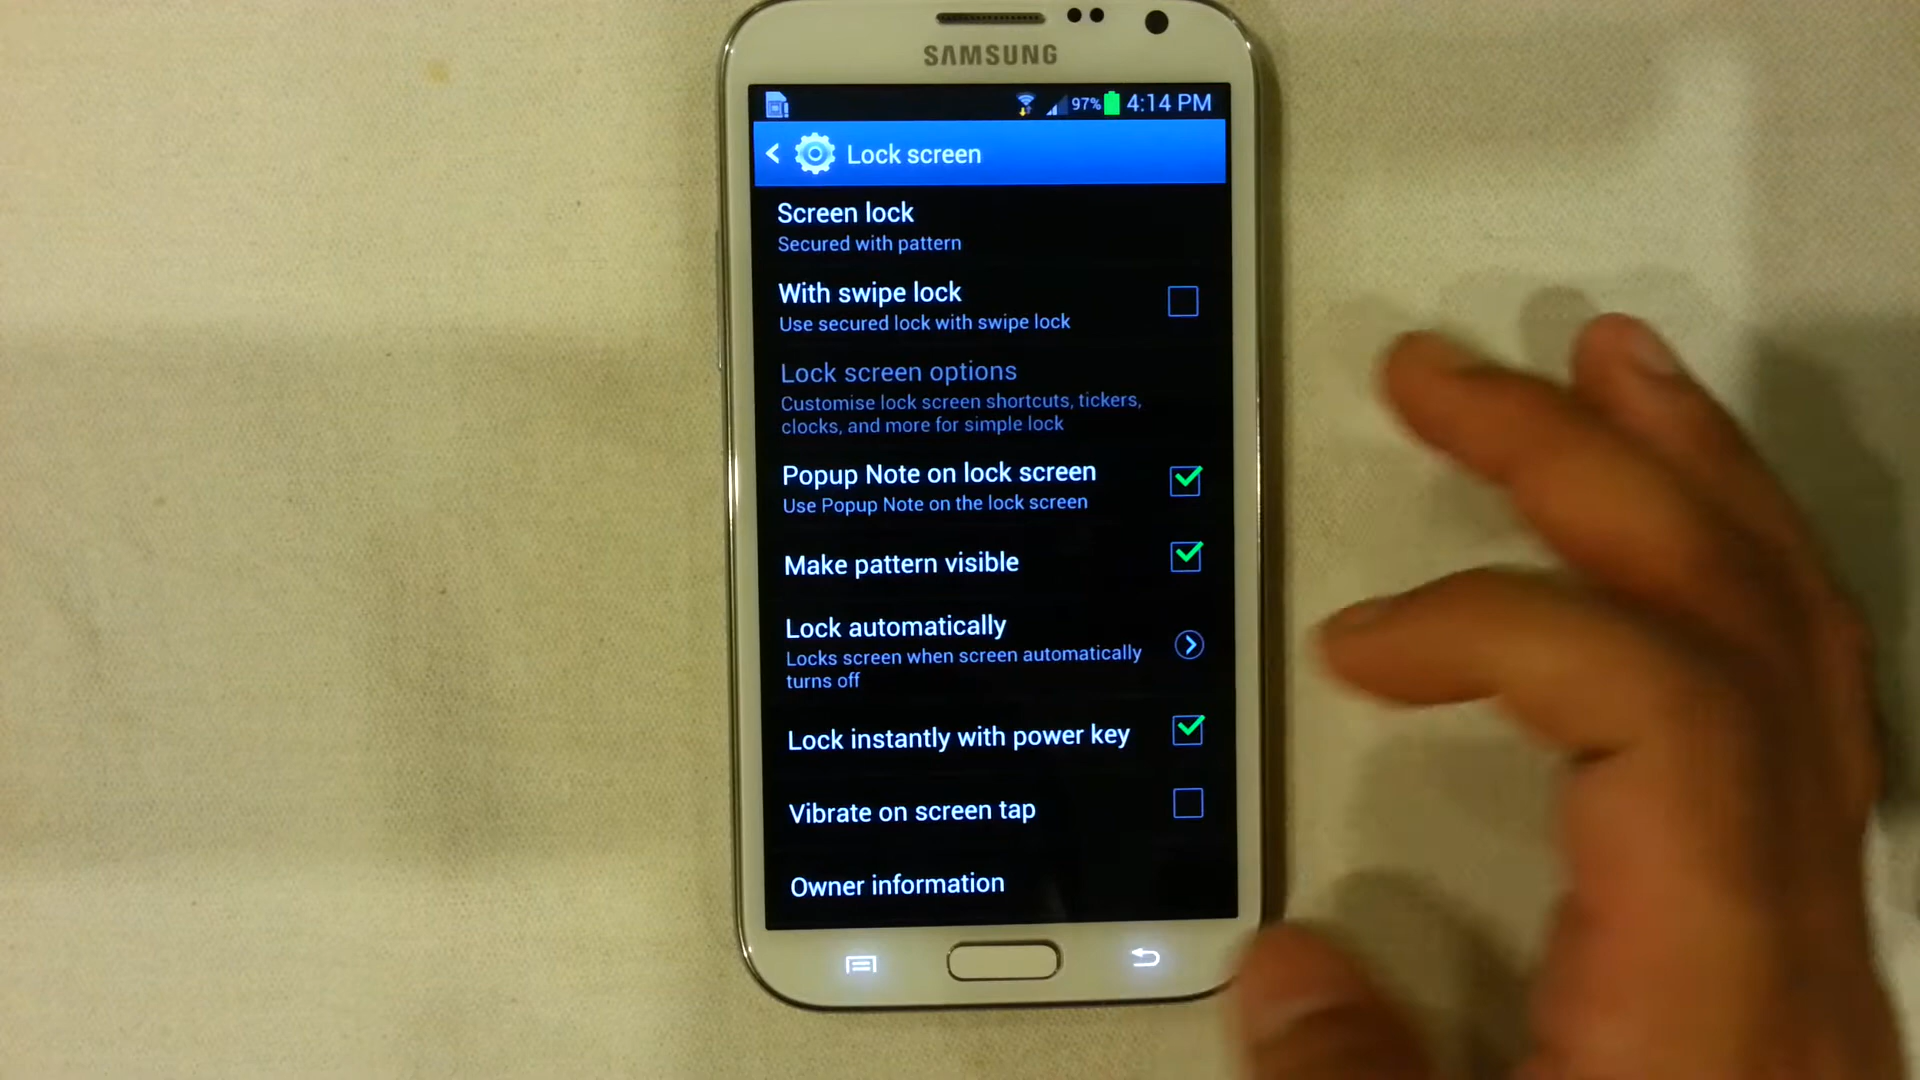 SAMSUNG
97% 4:14 PM
Lock screen
Screen lock
Secured with pattern
With swipe lock
Use secured lock with swipe lock
Lock screen options
Customise lock screen shortcuts, tickers,
clocks, and more for simple lock
Popup Note on lock screen
Use Popup Note on the lock screen
Make pattern visible
Lock automatically
Locks screen when screen automatically
turns off
Lock instantly with power key
Vibrate on screen tap
Owner information